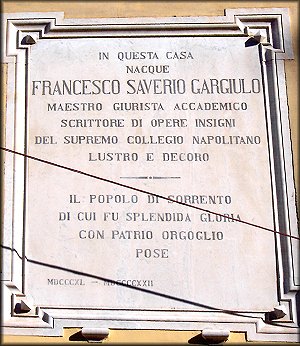 IN QUESTA CASA
NACQUE
FRANCESCO SAVERIO GARGIULO
MAESTRO GIURISTA ACCADEMICO
SCRITTORE DI OPERE INSIGNI
DEL SUPREMO COLLEGIO NAPOLITANO
LUSTRO E DECORO
IL POPOLO DI SORRENTO
DI CUI FU SPLENDIDA GLORIA
CON PATRIO ORGOGLIO
POSE